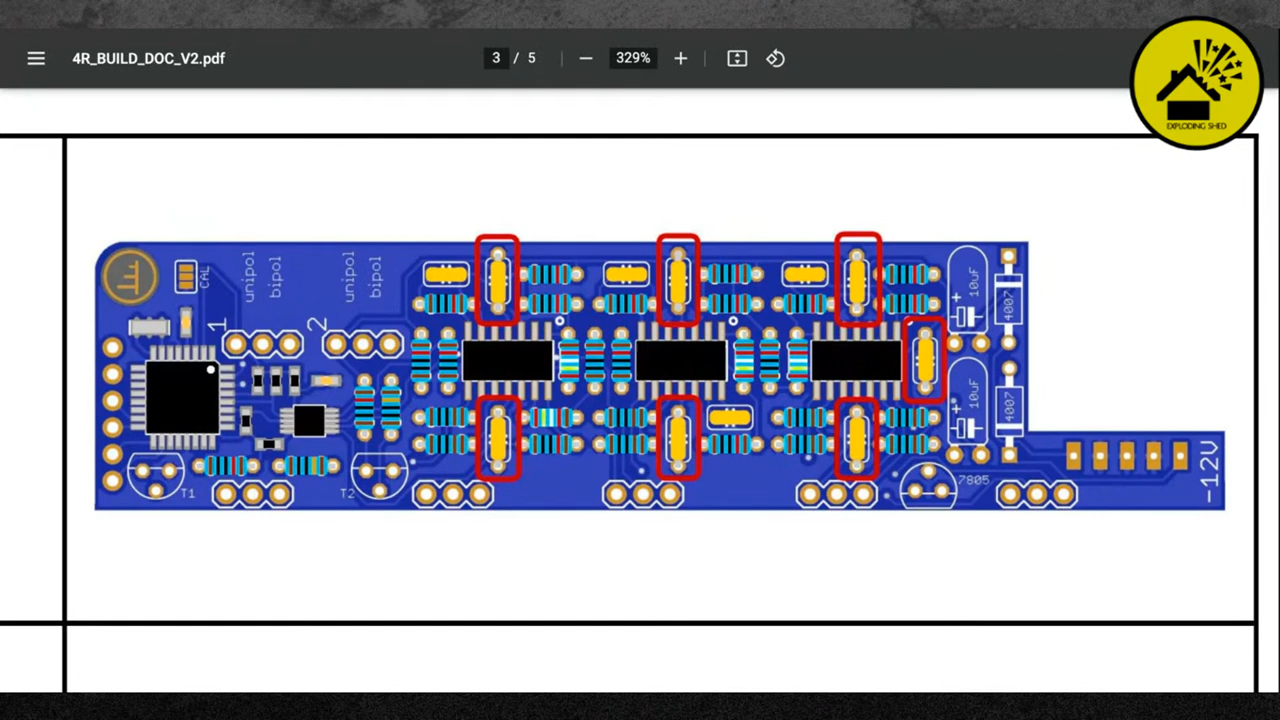 4R_BUILD_DOC_V2.pdf
3 / 5
329%
EXPLODING SHED
CAL
unipol
bipol
unipol
bipol
1
2
10uF
+
4007
10uF
+
4007
T1
T2
7805
-12V